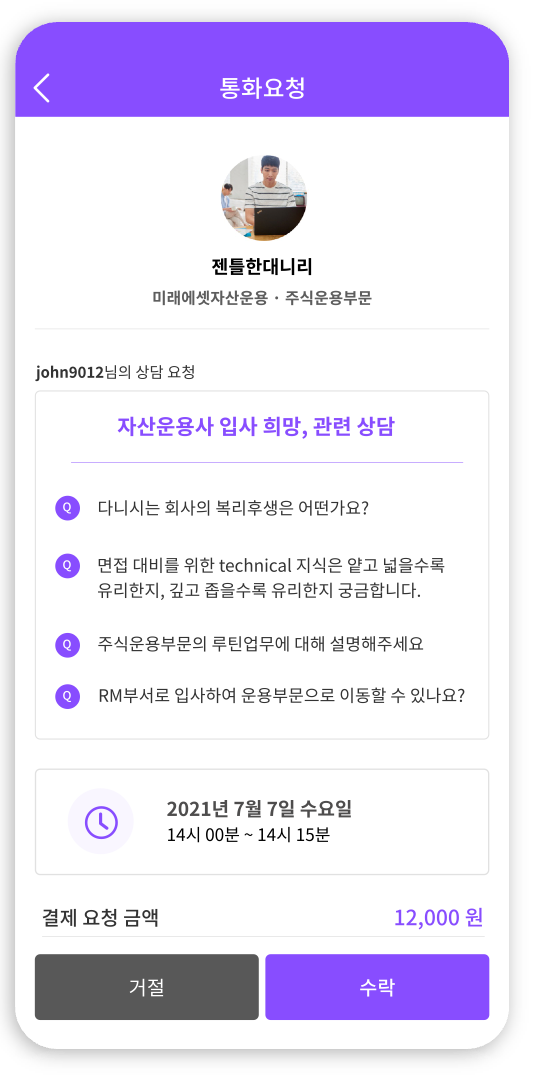 통화요청
젠틀한대니리
미래에셋자산운용 · 주식운용부문
john9012님의 상담 요청
자산운용사 입사 희망, 관련 상담
Q 다니시는 회사의 복리후생은 어떤가요?
Q 면접 대비를 위한 technical 지식은 얕고 넓을수록
유리한지, 깊고 좁을수록 유리한지 궁금합니다.
Q 주식운용부문의 루틴업무에 대해 설명해주세요
Q RM부서로 입사하여 운용부문으로 이동할 수 있나요?
2021년 7월 7일 수요일
14시 00분 ~ 14시 15분
결제 요청 금액 12,000 원
거절 수락